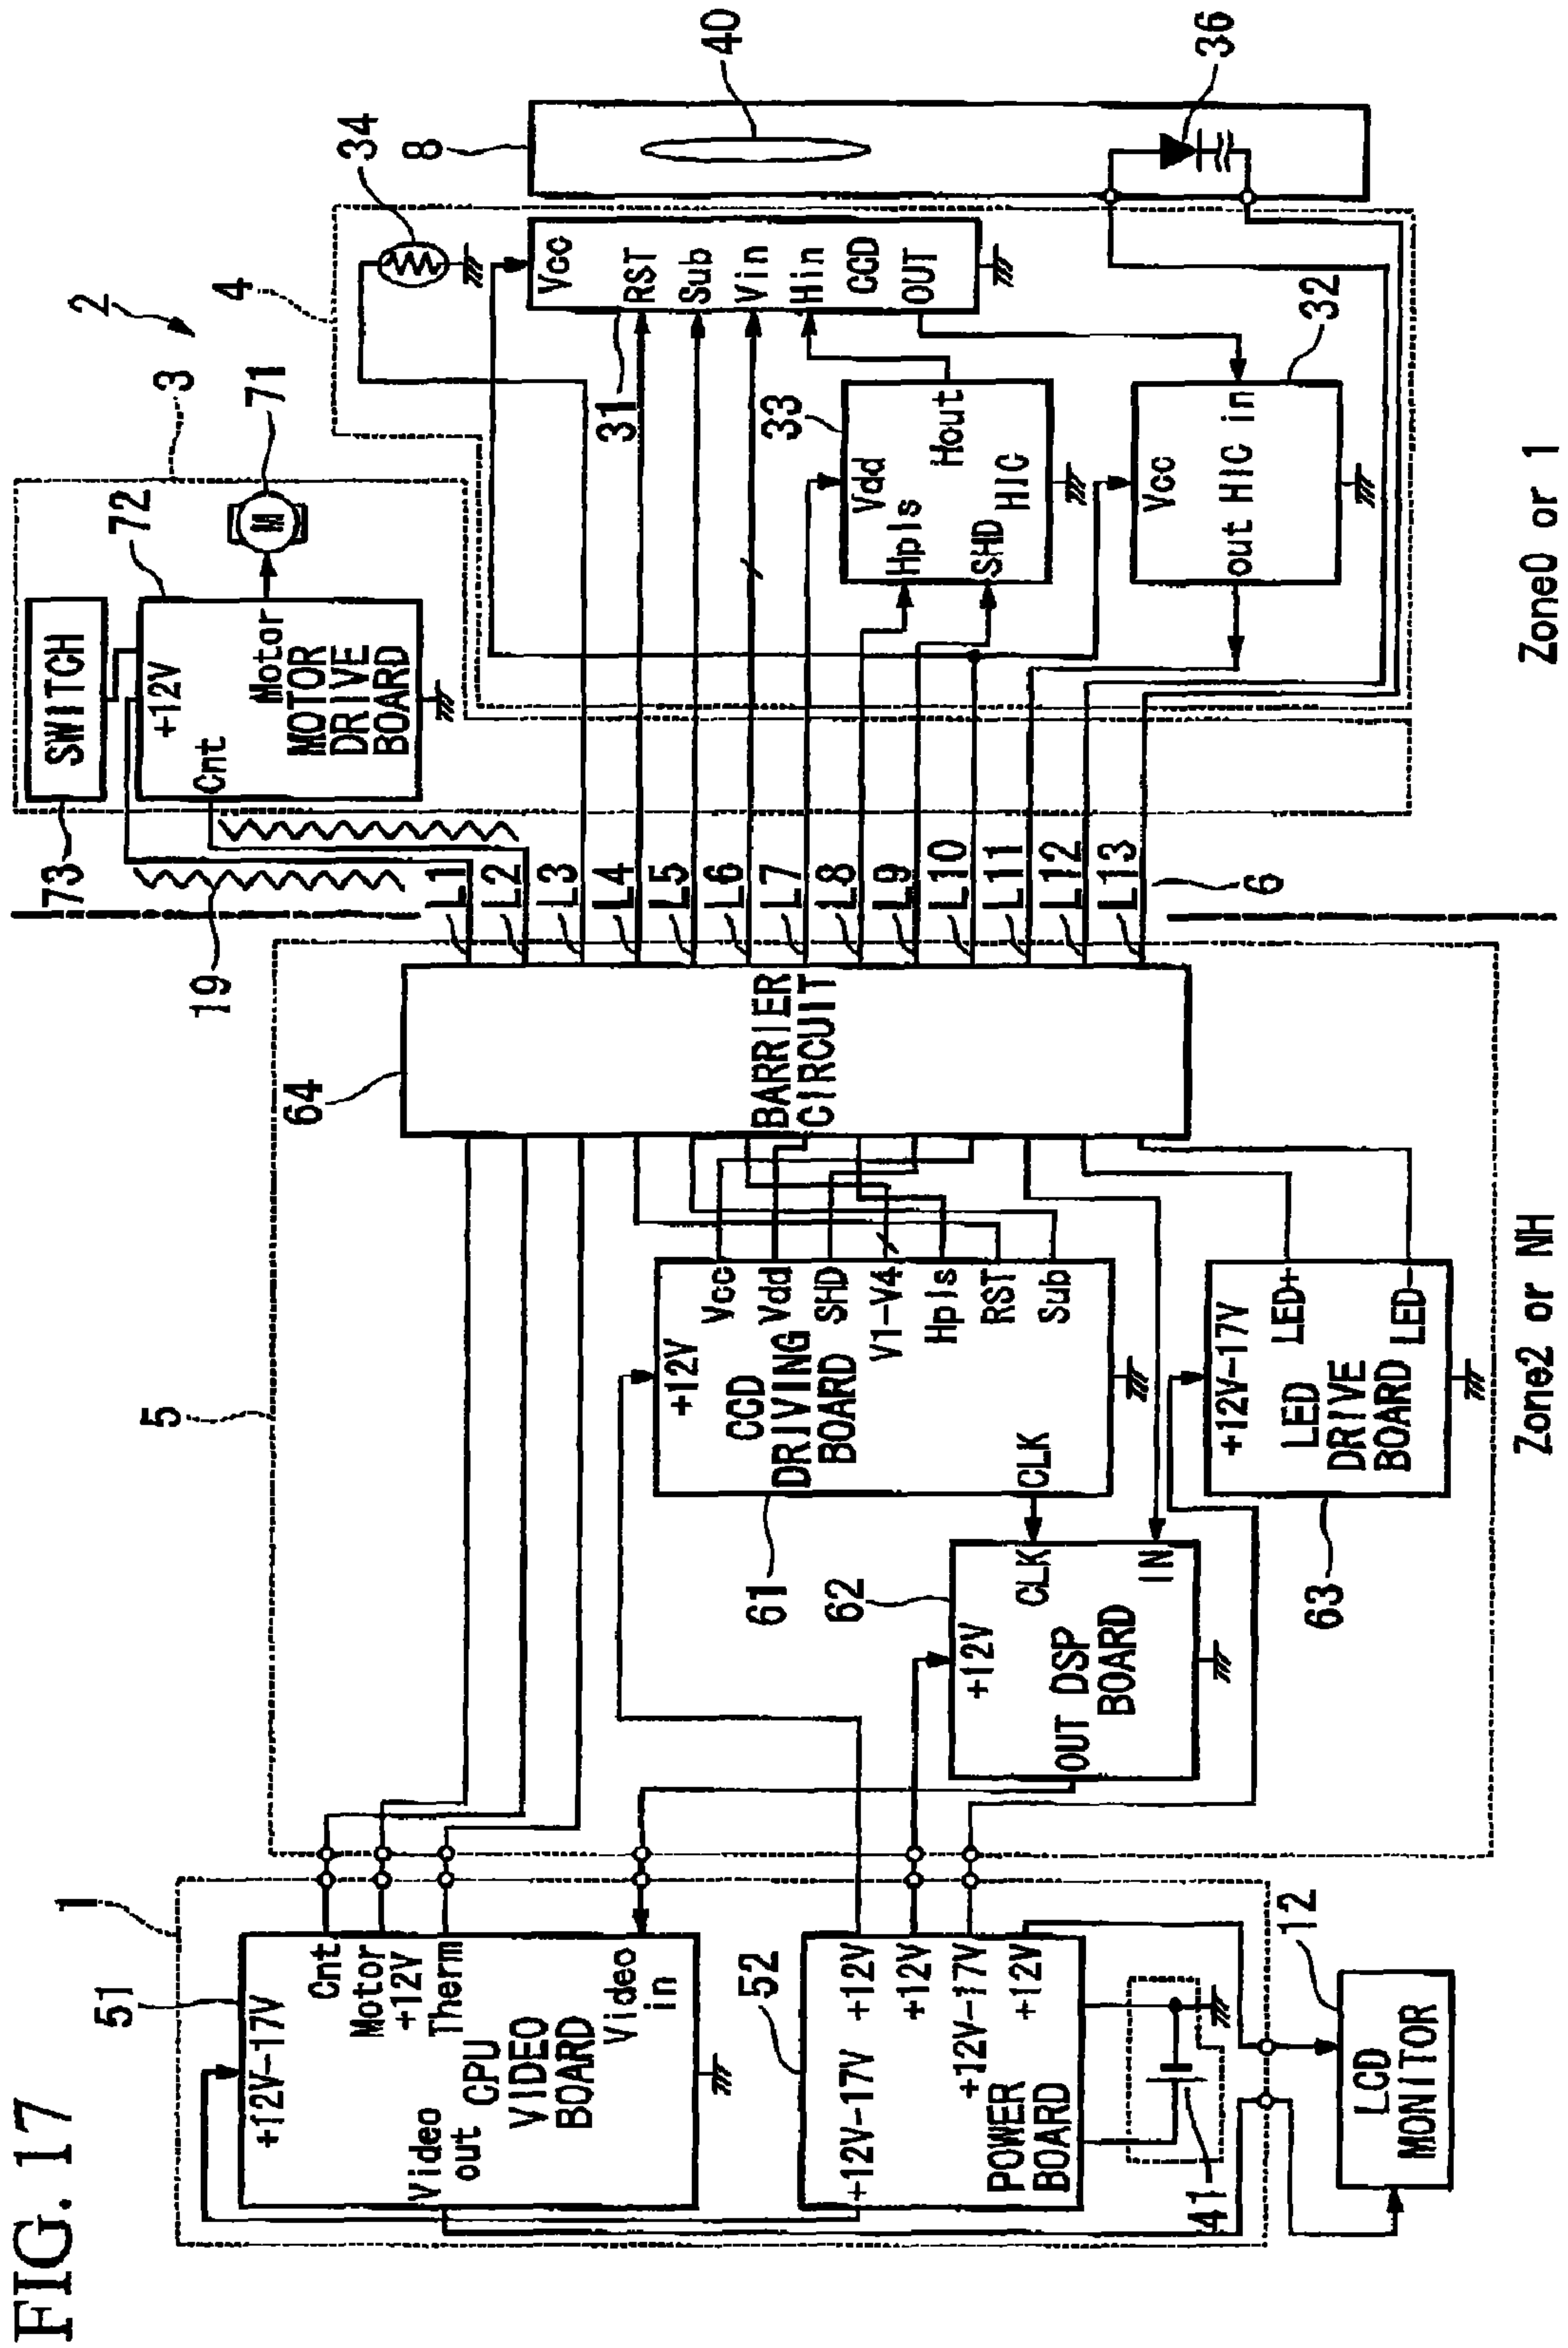 FIG. 17
1
51
+12V-17V
Cnt
Motor
+12V
Therm
Video
in
CPU
VIDEO
BOARD
Video
out
52
+12V-17V
+12V
+12V
+12V-17V
+12V
POWER
BOARD
41
12
LCD
MONITOR
5
64
BARRIER
CIRCUIT
61
+12V
CCD
DRIVING
BOARD
Vcc
Vdd
SHD
V1-V4
Hpls
RST
Sub
CLK
62
+12V
CLK
IN
OUT
DSP
BOARD
63
+12V-17V
LED+
LED-
LED
DRIVE
BOARD
Zone2 or NH
19
L1
L2
L3
L4
L5
L6
L7
L8
L9
L10
L11
L12
L13
6
2
3
73
SWITCH
72
+12V
Cnt
Motor
MOTOR
DRIVE
BOARD
M
71
4
34
31
Vcc
RST
Sub
Vin
Hin
CCD
OUT
33
Vdd
Hpls
Hout
SHD
HIC
32
Vcc
out HIC in
8
40
36
Zone0 or 1